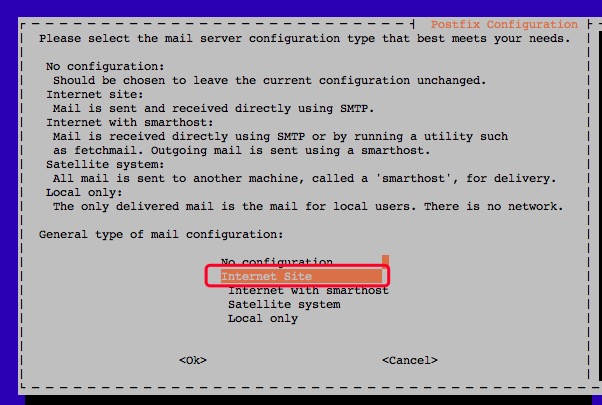 Postfix Configuration
Please select the mail server configuration type that best meets your needs.
No configuration:
Should be chosen to leave the current configuration unchanged.
Internet site:
Mail is sent and received directly using SMTP.
Internet with smarthost:
Mail is received directly using SMTP or by running a utility such
as fetchmail. Outgoing mail is sent using a smarthost.
Satellite system:
All mail is sent to another machine, called a 'smarthost', for delivery.
Local only:
The only delivered mail is the mail for local users. There is no network.
General type of mail configuration:
No configuration
Internet Site
Internet with smarthost
Satellite system
Local only
<Ok> <Cancel>